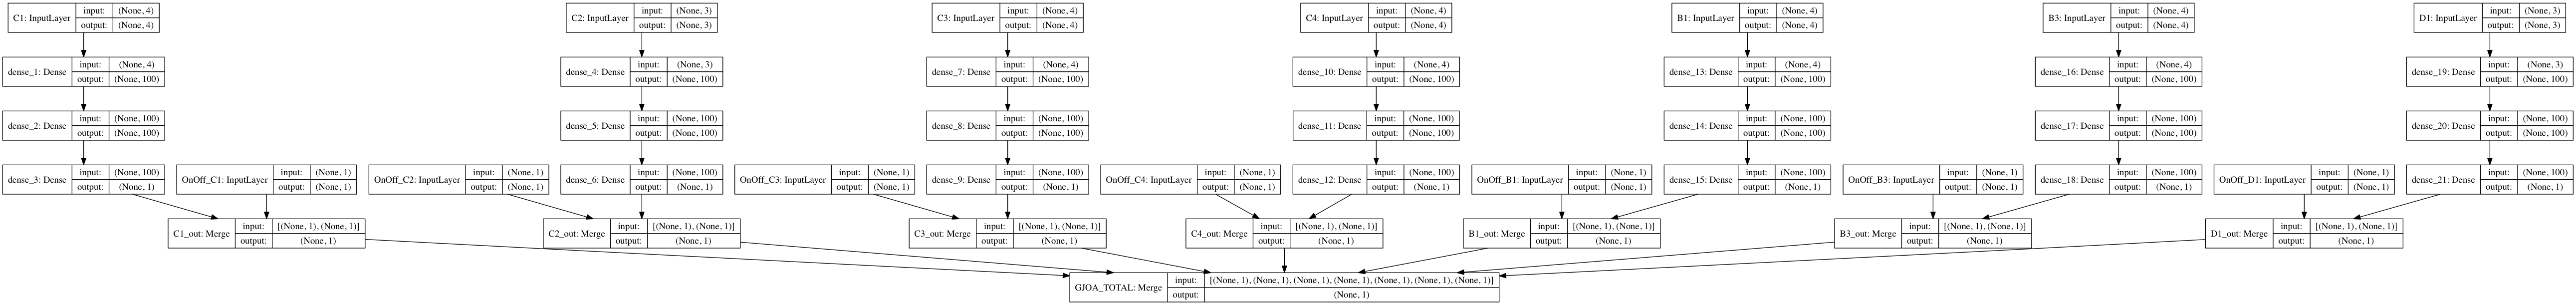 C1: InputLayer input: (None, 4)
output: (None, 4)
C2: InputLayer input: (None, 3)
output: (None, 3)
C3: InputLayer input: (None, 4)
output: (None, 4)
C4: InputLayer input: (None, 4)
output: (None, 4)
B1: InputLayer input: (None, 4)
output: (None, 4)
B3: InputLayer input: (None, 4)
output: (None, 4)
D1: InputLayer input: (None, 3)
output: (None, 3)
dense_1: Dense input: (None, 4)
output: (None, 100)
dense_4: Dense input: (None, 3)
output: (None, 100)
dense_7: Dense input: (None, 4)
output: (None, 100)
dense_10: Dense input: (None, 4)
output: (None, 100)
dense_13: Dense input: (None, 4)
output: (None, 100)
dense_16: Dense input: (None, 4)
output: (None, 100)
dense_19: Dense input: (None, 3)
output: (None, 100)
dense_2: Dense input: (None, 100)
output: (None, 100)
dense_5: Dense input: (None, 100)
output: (None, 100)
dense_8: Dense input: (None, 100)
output: (None, 100)
dense_11: Dense input: (None, 100)
output: (None, 100)
dense_14: Dense input: (None, 100)
output: (None, 100)
dense_17: Dense input: (None, 100)
output: (None, 100)
dense_20: Dense input: (None, 100)
output: (None, 100)
dense_3: Dense input: (None, 100)
output: (None, 1)
OnOff_C1: InputLayer input: (None, 1)
output: (None, 1)
OnOff_C2: InputLayer input: (None, 1)
output: (None, 1)
dense_6: Dense input: (None, 100)
output: (None, 1)
OnOff_C3: InputLayer input: (None, 1)
output: (None, 1)
dense_9: Dense input: (None, 100)
output: (None, 1)
OnOff_C4: InputLayer input: (None, 1)
output: (None, 1)
dense_12: Dense input: (None, 100)
output: (None, 1)
OnOff_B1: InputLayer input: (None, 1)
output: (None, 1)
dense_15: Dense input: (None, 100)
output: (None, 1)
OnOff_B3: InputLayer input: (None, 1)
output: (None, 1)
dense_18: Dense input: (None, 100)
output: (None, 1)
OnOff_D1: InputLayer input: (None, 1)
output: (None, 1)
dense_21: Dense input: (None, 100)
output: (None, 1)
C1_out: Merge input: [(None, 1), (None, 1)]
output: (None, 1)
C2_out: Merge input: [(None, 1), (None, 1)]
output: (None, 1)
C3_out: Merge input: [(None, 1), (None, 1)]
output: (None, 1)
C4_out: Merge input: [(None, 1), (None, 1)]
output: (None, 1)
B1_out: Merge input: [(None, 1), (None, 1)]
output: (None, 1)
B3_out: Merge input: [(None, 1), (None, 1)]
output: (None, 1)
D1_out: Merge input: [(None, 1), (None, 1)]
output: (None, 1)
GJOA_TOTAL: Merge input: [(None, 1), (None, 1), (None, 1), (None, 1), (None, 1), (None, 1), (None, 1)]
output: (None, 1)